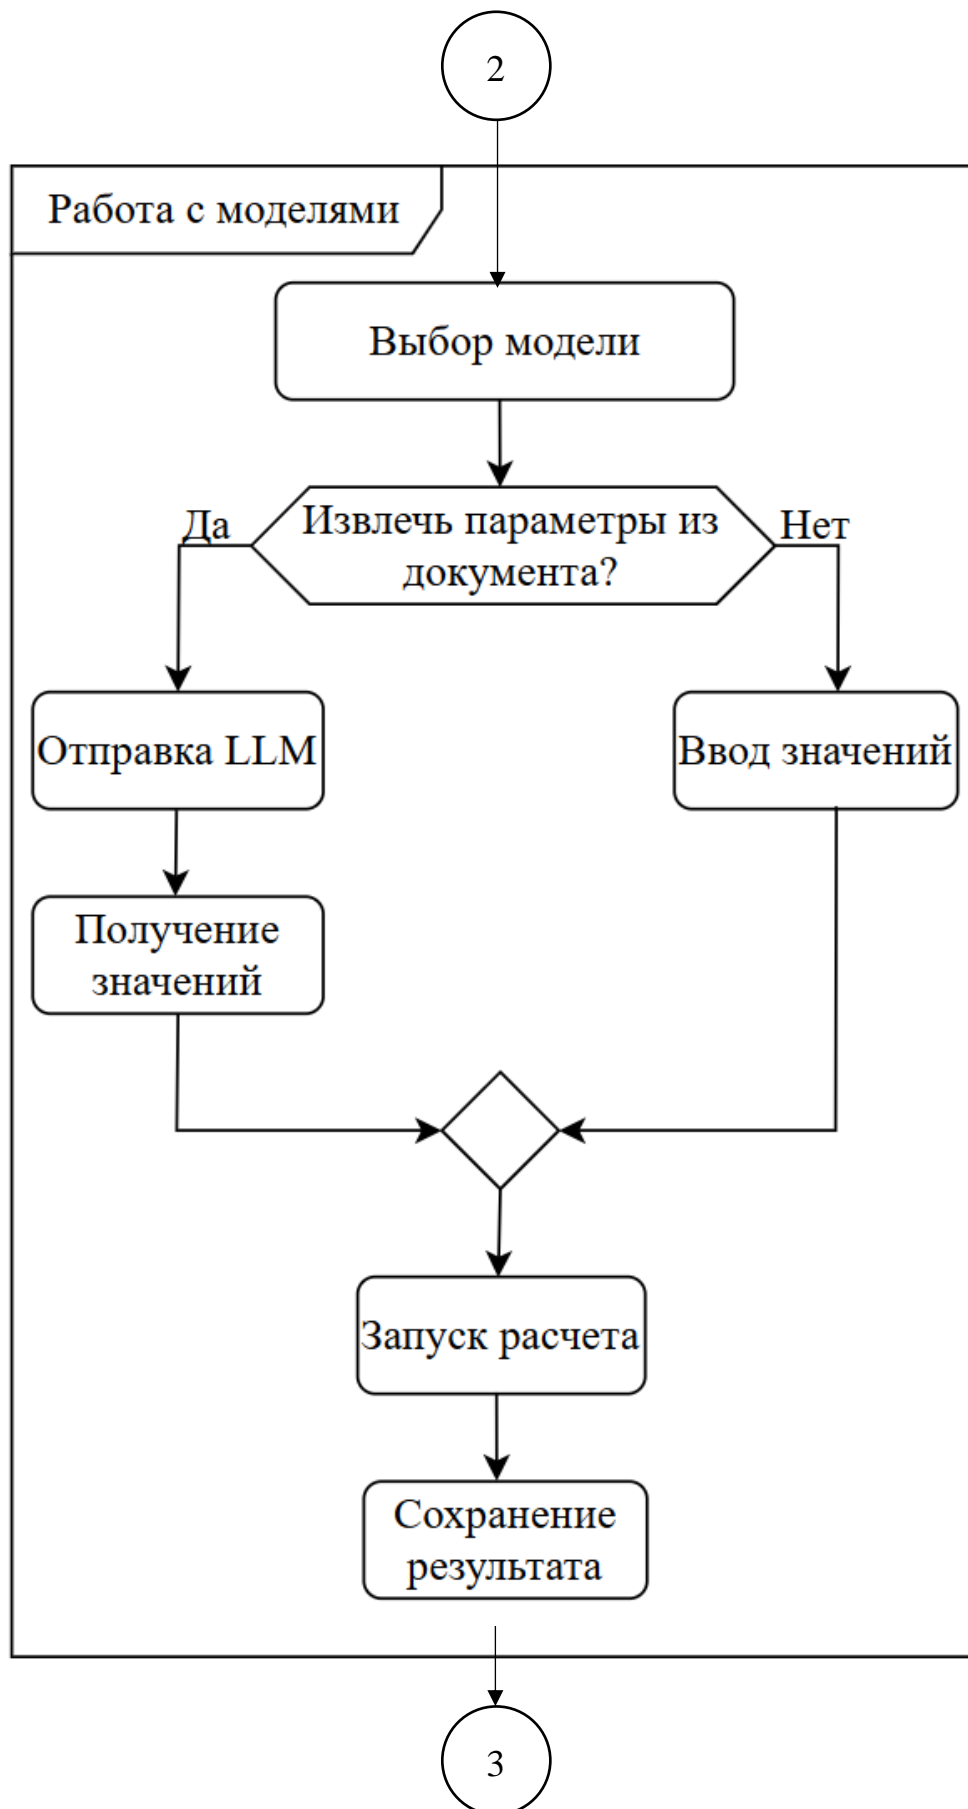 2
Работа с моделями
Выбор модели
Да
Извлечь параметры из
документа?
Нет
Отправка LLM
Ввод значений
Получение
значений
Запуск расчета
Сохранение
результата
3